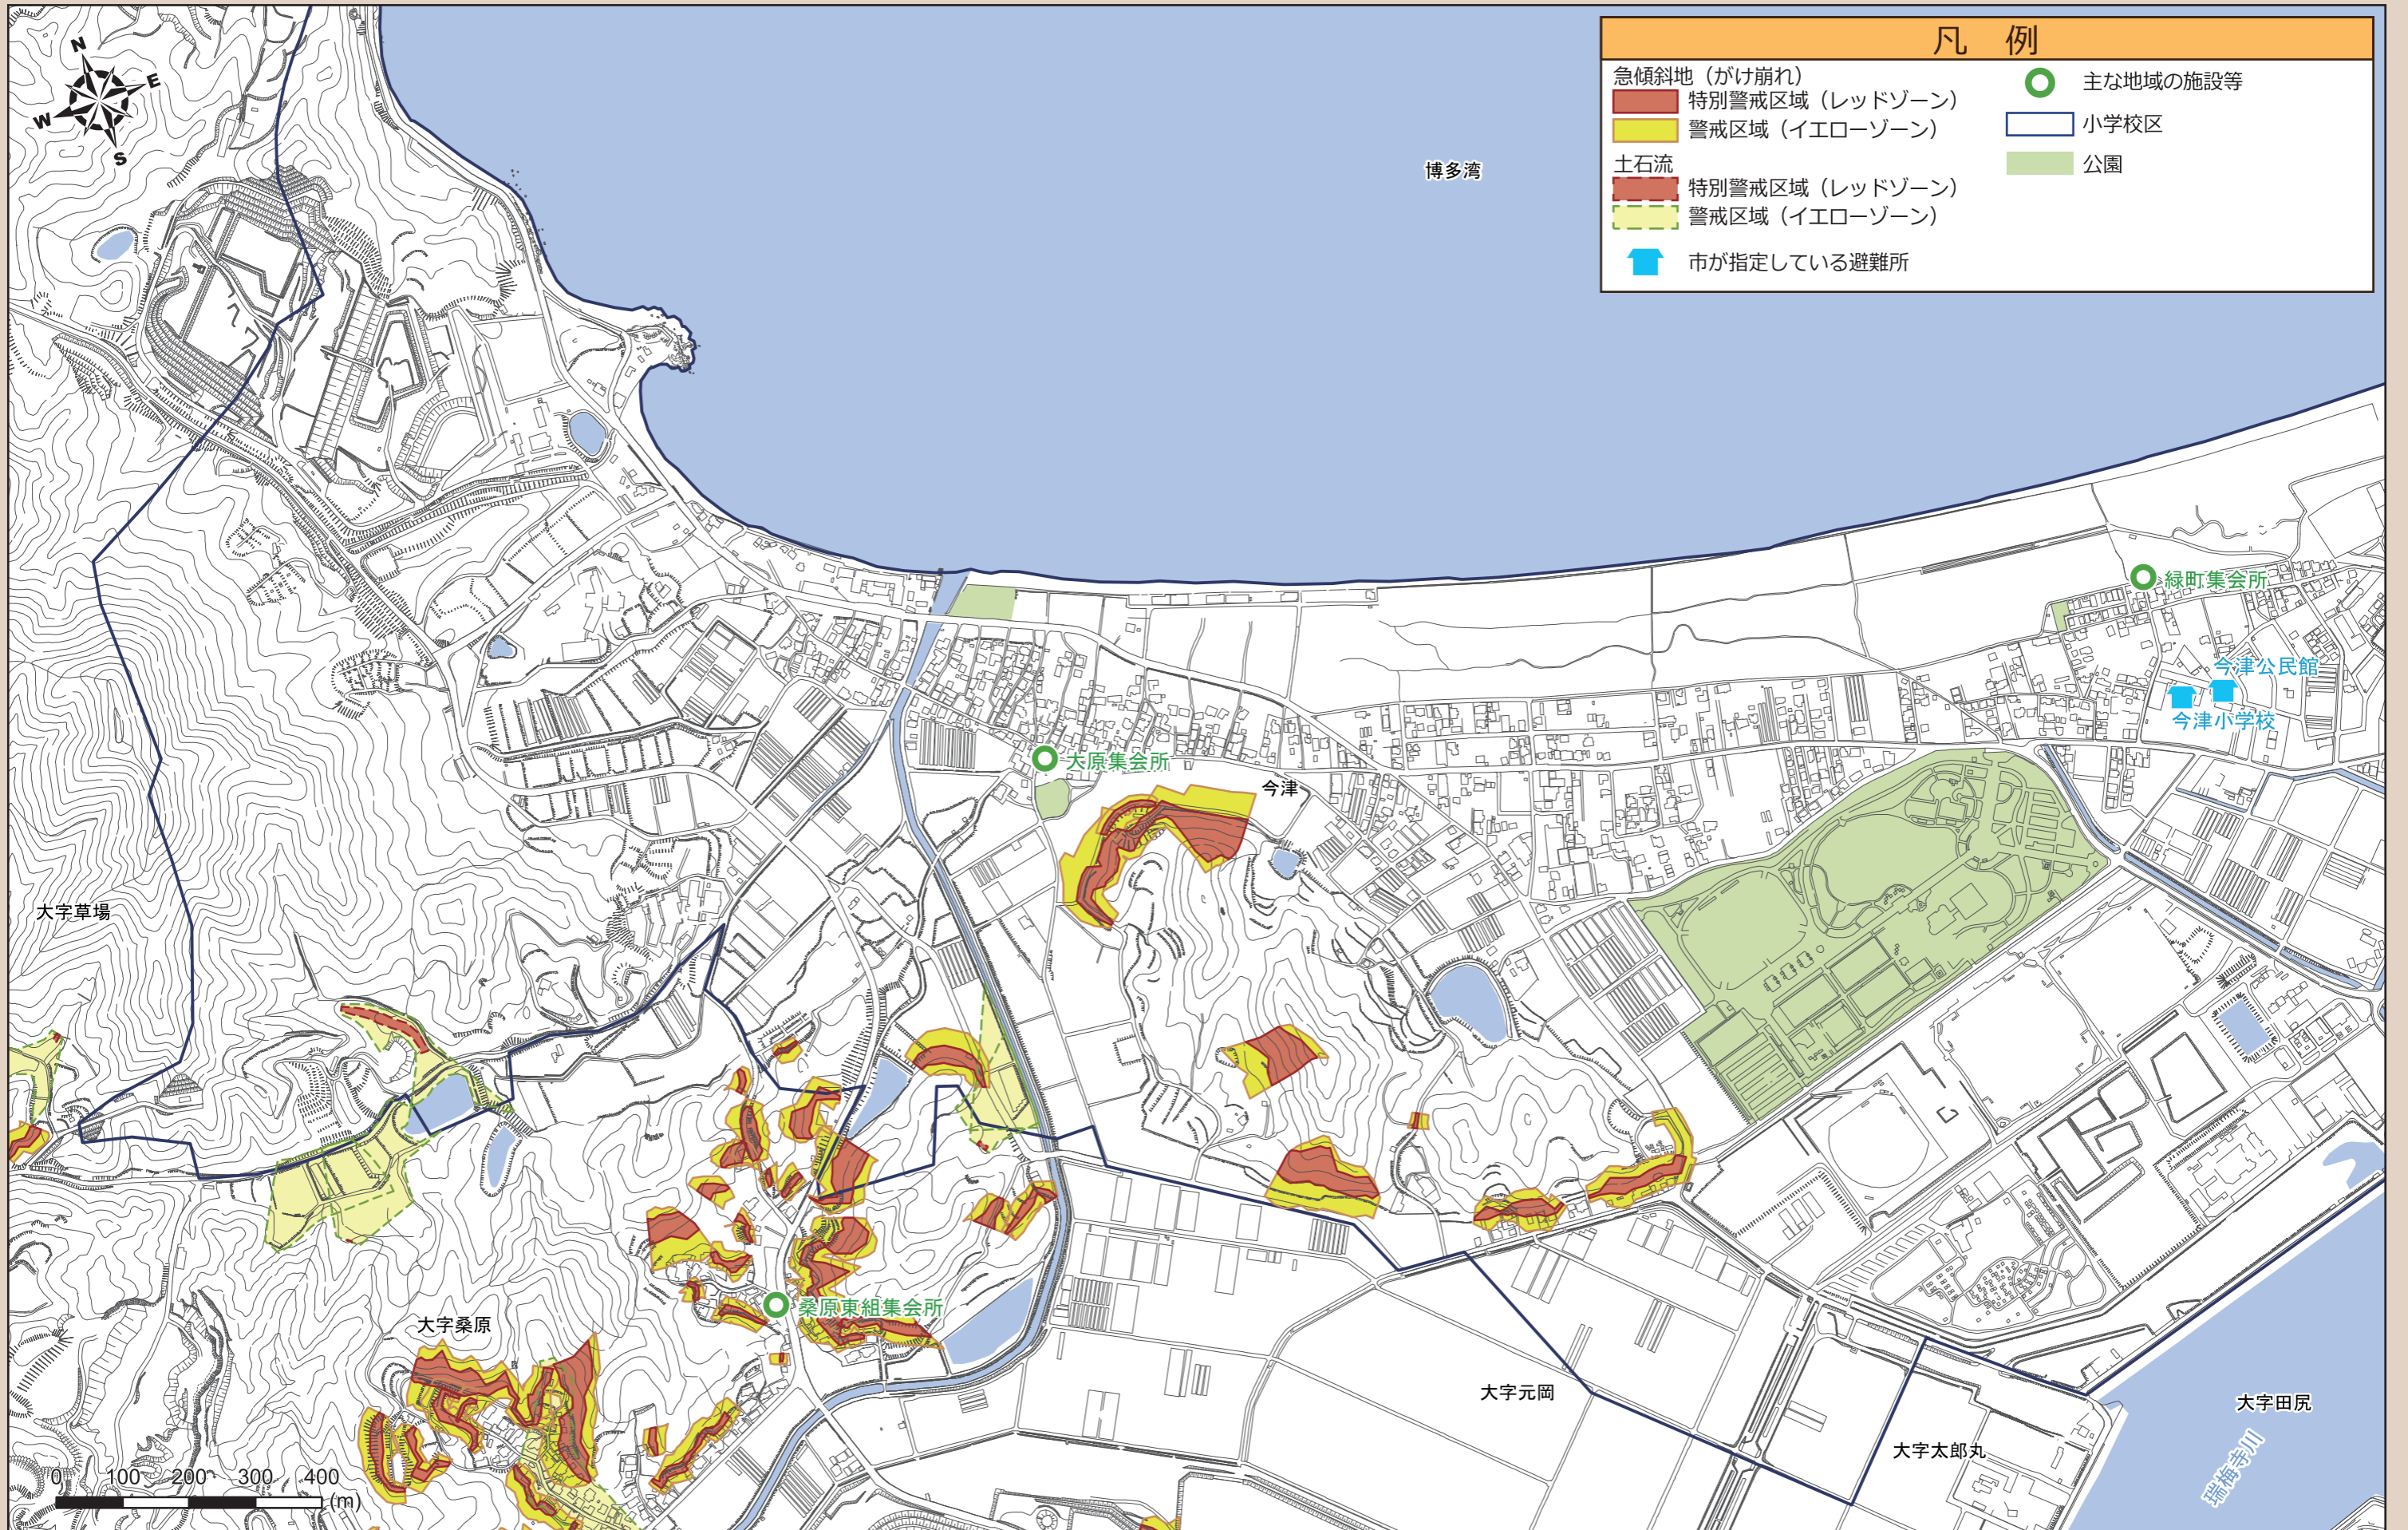 凡 例
急傾斜地（がけ崩れ）
特別警戒区域（レッドゾーン）
警戒区域（イエローゾーン）
土石流
特別警戒区域（レッドゾーン）
警戒区域（イエローゾーン）
市が指定している避難所
主な地域の施設等
小学校区
公園
N
E
W
S
博多湾
緑町集会所
今津公民館
今津小学校
大原集会所
今津
大字草場
桑原東組集会所
大字桑原
大字元岡
大字田尻
大字太郎丸
瑞梅寺川
0 100 200 300 400
(m)